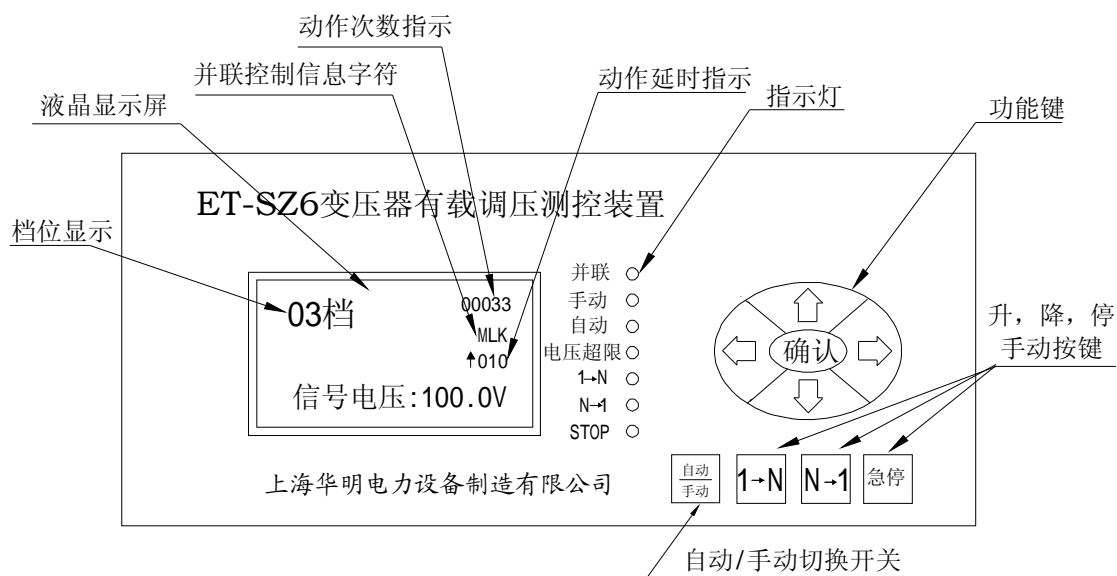 动作次数指示
并联控制信息字符
动作延时指示
液晶显示屏
指示灯
功能键
ET-SZ6变压器有载调压测控装置
档位显示
03档
00033
MLK
↑010
信号电压:100.0V
并联
手动
自动
电压超限
1→N
N→1
STOP
确认
升，降，停
手动按键
自动
手动
1→N
N→1
急停
上海华明电力设备制造有限公司
自动/手动切换开关